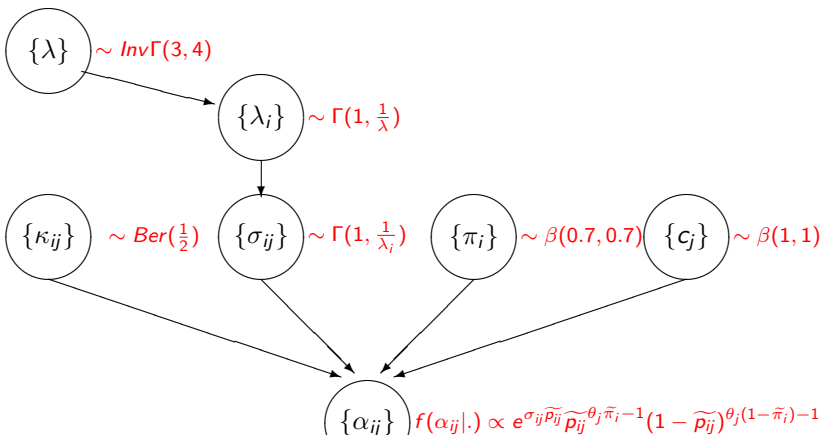 {λ} ∼ InvΓ(3, 4)
{λ_i} ∼ Γ(1, 1/λ)
{κ_ij} ∼ Ber(1/2) {σ_ij} ∼ Γ(1, 1/λ_i) {π_i} ∼ β(0.7, 0.7) {c_j} ∼ β(1, 1)
{α_ij} f(α_ij|.) ∝ e^{σ_ij \widetilde{p_ij}} \widetilde{p_ij}^{θ_j \widetilde{π}_i−1}(1 − \widetilde{p_ij})^{θ_j(1−\widetilde{π}_i)−1}